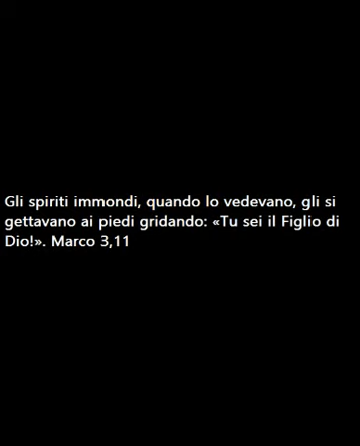 Gli spiriti immondi, quando lo vedevano, gli si
gettavano ai piedi gridando: «Tu sei il Figlio di
Dio!». Marco 3,11